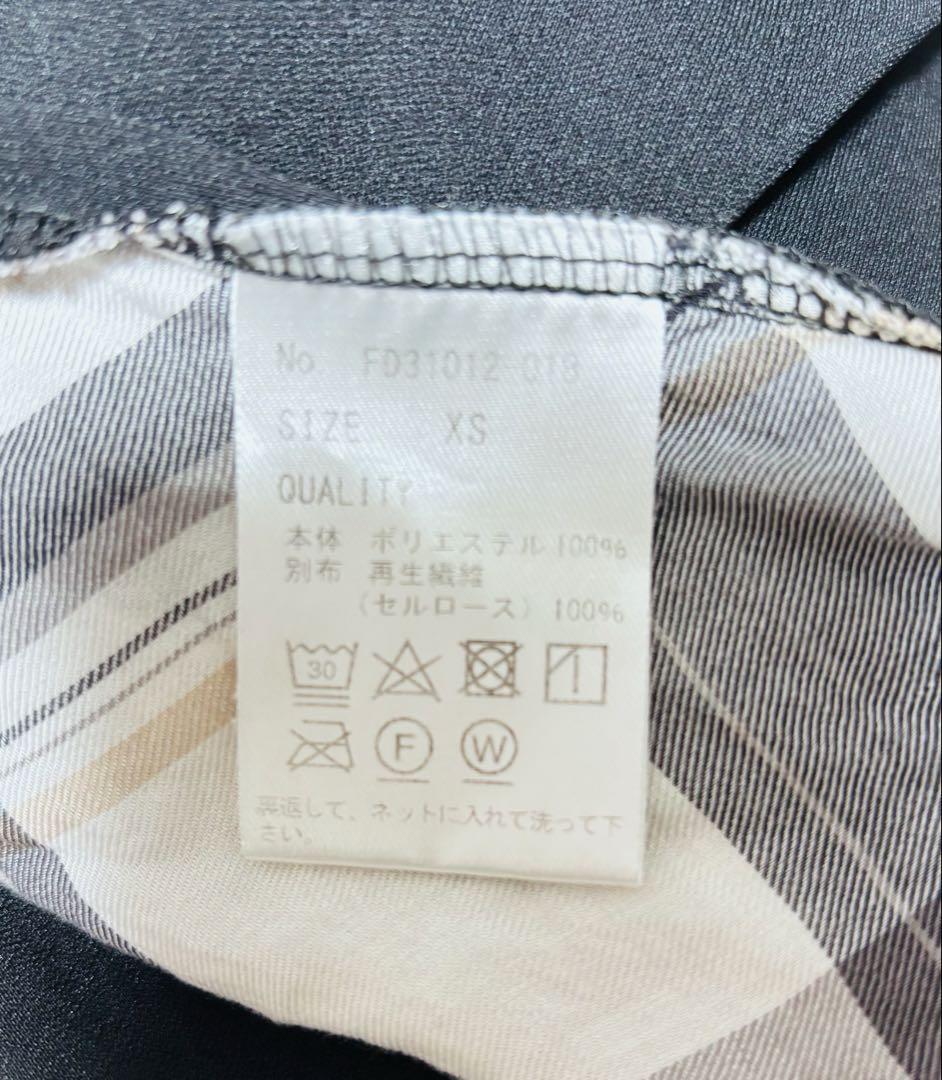 No FD31012-013
SIZE XS
QUALITY
本体 ポリエステル 100%
別布 再生繊維
（セルロース）100%
30
F W
裏返して、ネットに入れて洗って下
さい。